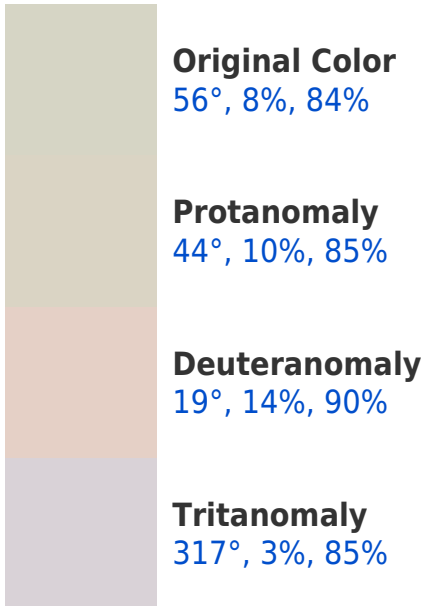 Original Color
56°, 8%, 84%
Protanomaly
44°, 10%, 85%
Deuteranomaly
19°, 14%, 90%
Tritanomaly
317°, 3%, 85%